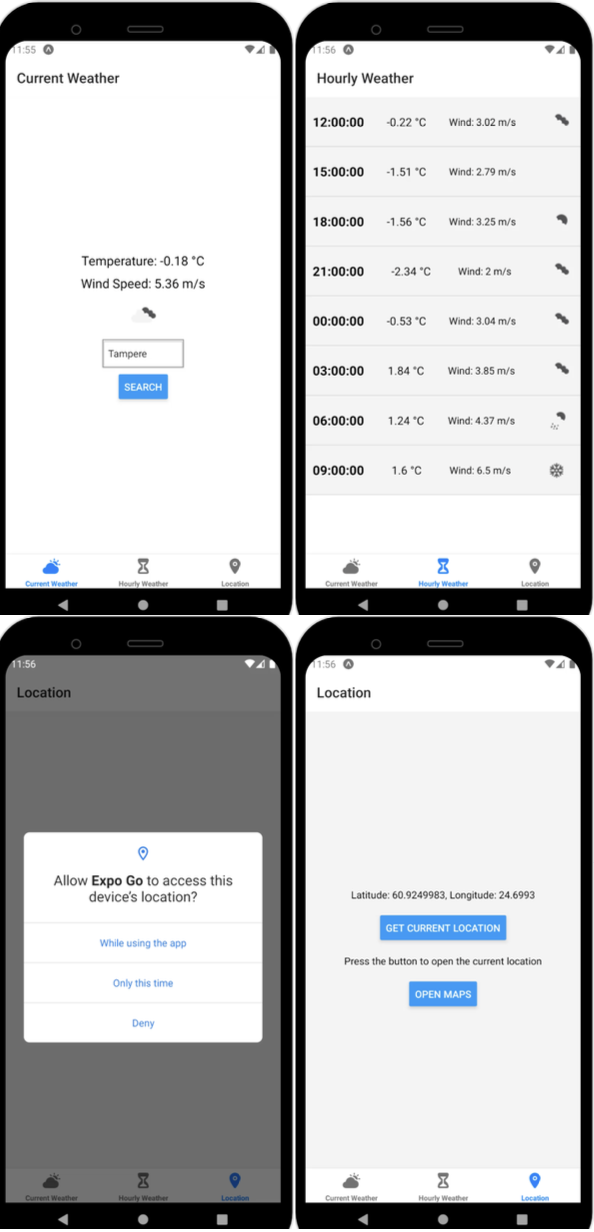 11:55
Current Weather
Temperature: -0.18 °C
Wind Speed: 5.36 m/s
Tampere
SEARCH
Current Weather Hourly Weather Location
11:56
Hourly Weather
12:00:00 -0.22 °C Wind: 3.02 m/s
15:00:00 -1.51 °C Wind: 2.79 m/s
18:00:00 -1.56 °C Wind: 3.25 m/s
21:00:00 -2.34 °C Wind: 2 m/s
00:00:00 -0.53 °C Wind: 3.04 m/s
03:00:00 1.84 °C Wind: 3.85 m/s
06:00:00 1.24 °C Wind: 4.37 m/s
09:00:00 1.6 °C Wind: 6.5 m/s
Current Weather Hourly Weather Location
11:56
Location
Allow Expo Go to access this
device's location?
While using the app
Only this time
Deny
Current Weather Hourly Weather Location
11:56
Location
Latitude: 60.9249983, Longitude: 24.6993
GET CURRENT LOCATION
Press the button to open the current location
OPEN MAPS
Current Weather Hourly Weather Location